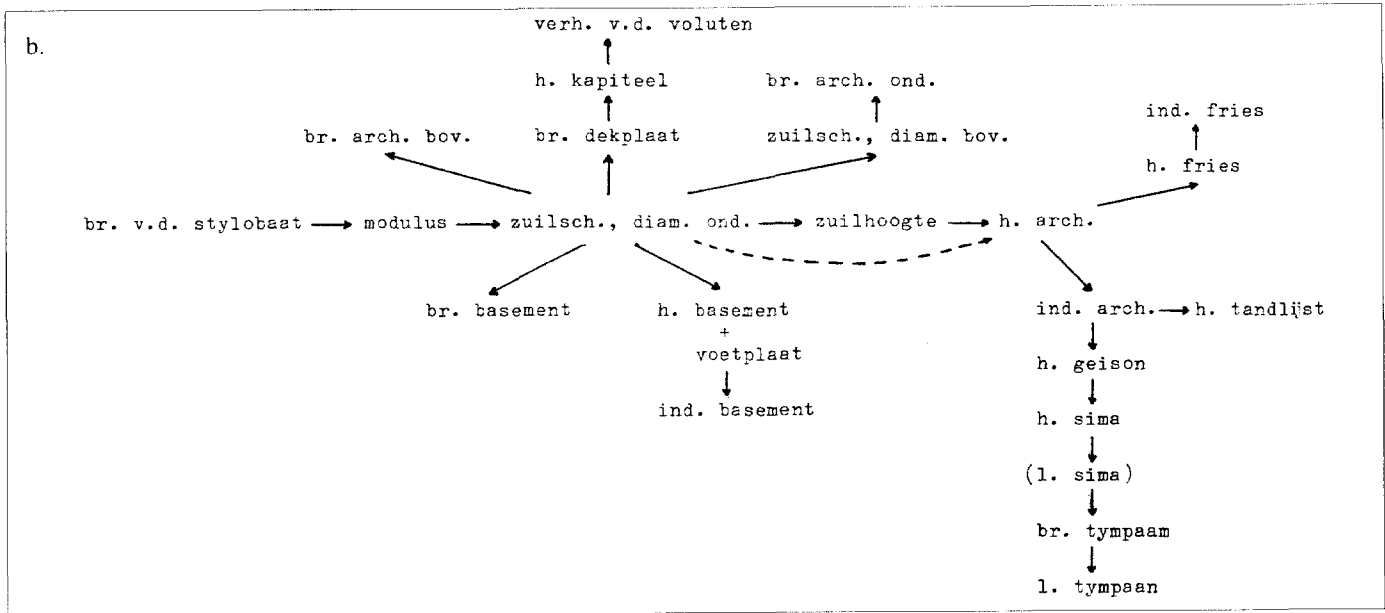 verh. v.d. voluten
b.
h. kapiteel
br. arch. ond.
ind. fries
br. arch. bov.
br. dekplaat
zuilsch., diam. bov.
h. fries
br. v.d. stylobaat
modulus
zuilsch., diam. ond.
zuilhoogte
h. arch.
br. basement
h. basement
+
voetplaat
ind. basement
ind. arch.
h. tandlijst
h. geison
h. sima
(l. sima)
br. tympaam
l. tympaan